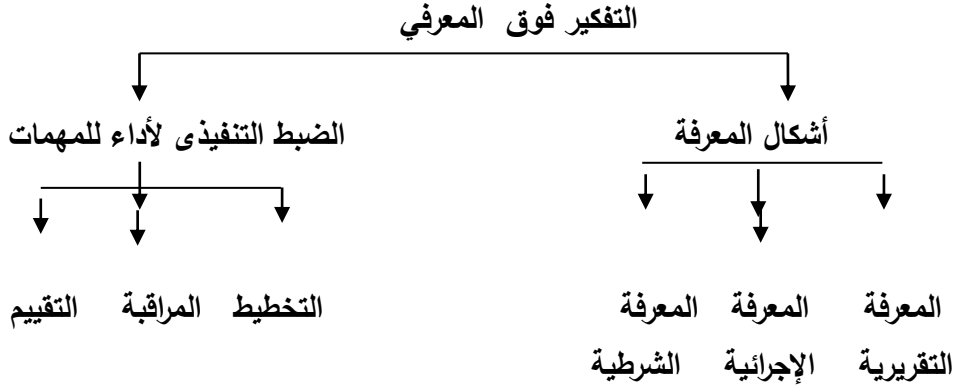 التفكير فوق المعرفي
أشكال المعرفة
الضبط التنفيذى لأداء للمهمات
المعرفة
التقريرية
المعرفة
الإجرائية
المعرفة
الشرطية
التخطيط
المراقبة
التقييم